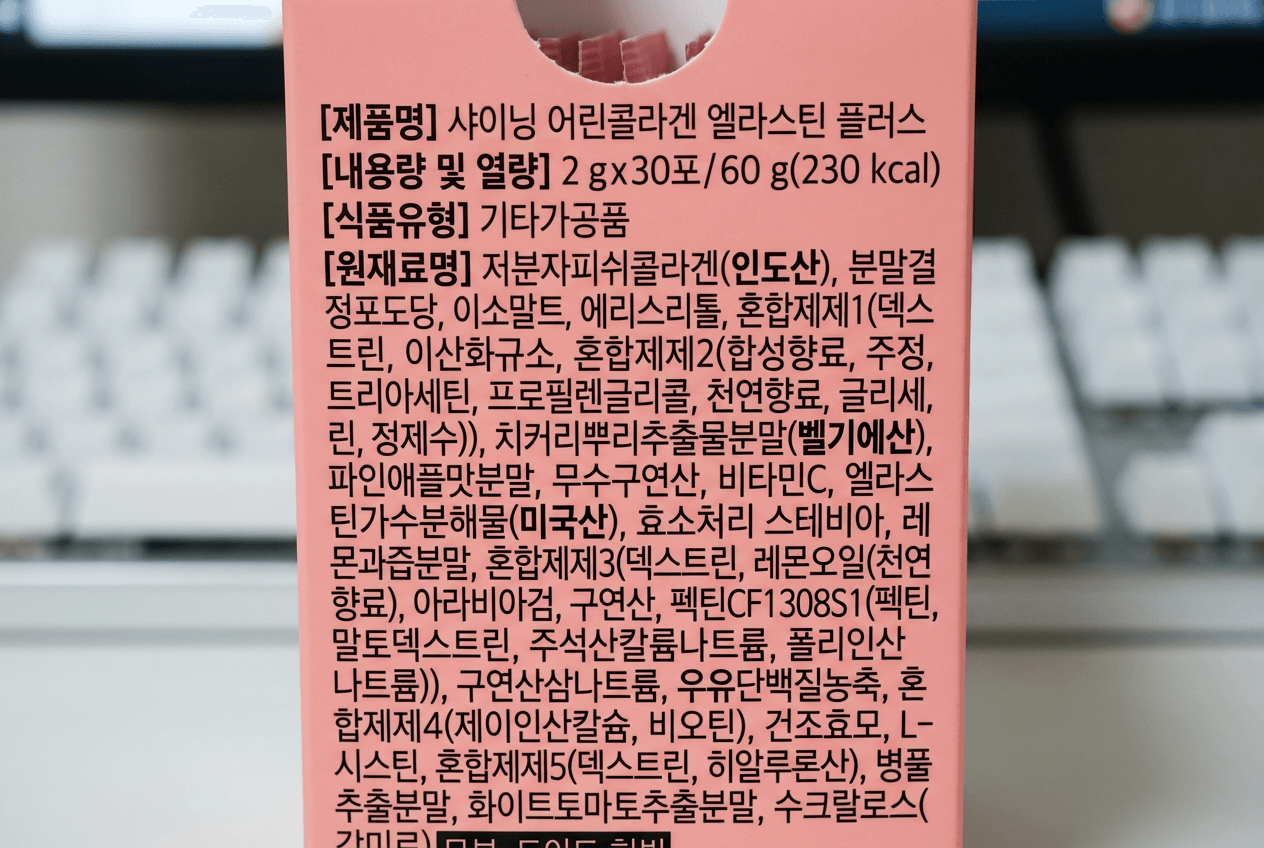 [제품명] 샤이닝 어린콜라겐 엘라스틴 플러스
[내용량 및 열량] 2 gx30포/60 g(230 kcal)
[식품유형] 기타가공품
[원재료명] 저분자피쉬콜라겐(인도산), 분말결
정포도당, 이소말트, 에리스리톨, 혼합제제1(덱스
트린, 이산화규소, 혼합제제2(합성향료, 주정,
트리아세틴, 프로필렌글리콜, 천연향료, 글리세,
린, 정제수)), 치커리뿌리추출물분말(벨기에산),
파인애플맛분말, 무수구연산, 비타민C, 엘라스
틴가수분해물(미국산), 효소처리 스테비아, 레
몬과즙분말, 혼합제제3(덱스트린, 레몬오일(천연
향료), 아라비아검, 구연산, 펙틴CF1308S1(펙틴,
말토덱스트린, 주석산칼륨나트륨, 폴리인산
나트륨)), 구연산삼나트륨, 우유단백질농축, 혼
합제제4(제이인산칼슘, 비오틴), 건조효모, L-
시스틴, 혼합제제5(덱스트린, 히알루론산), 병풀
추출분말, 화이트토마토추출분말, 수크랄로스(
감미료)